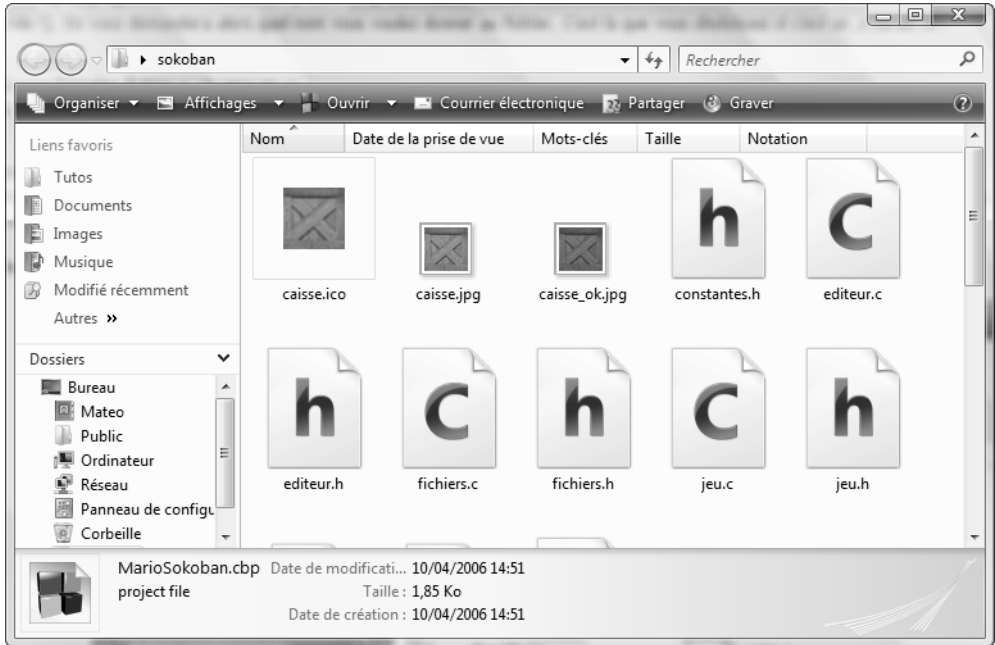 sokoban
Rechercher
Organiser Affichages Ouvrir Courrier électronique Partager Graver
Liens favoris
Tutos
Documents
Images
Musique
Modifié récemment
Autres »
Dossiers
Bureau
Mateo
Public
Ordinateur
Réseau
Panneau de configu
Corbeille
Nom Date de la prise de vue Mots-clés Taille Notation
caisse.ico caisse.jpg caisse_ok.jpg constantes.h editeur.c
editeur.h fichiers.c fichiers.h jeu.c jeu.h
MarioSokoban.cbp Date de modificati... 10/04/2006 14:51
project file Taille : 1,85 Ko
Date de création : 10/04/2006 14:51